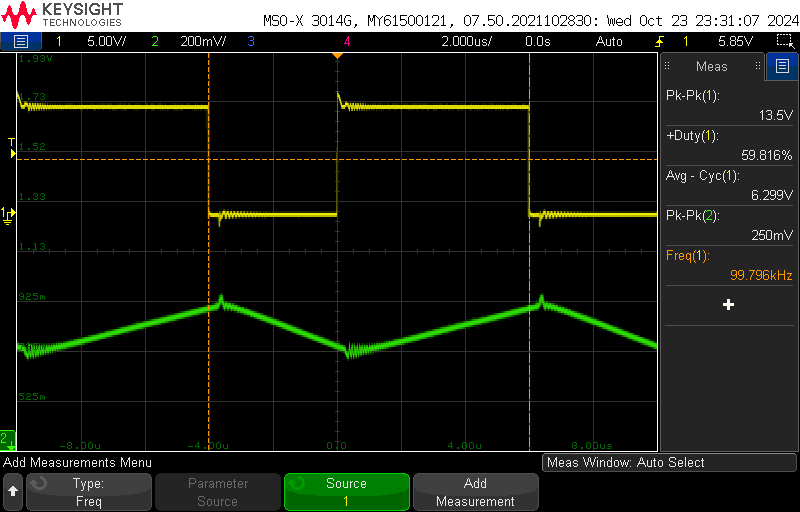 KEYSIGHT
TECHNOLOGIES
MSO-X 3014G, MY61500121, 07.50.2021102830: Wed Oct 23 23:31:07 2024
1 5.00V/ 2 200mV/ 3 4 2.000us/ 0.0s Auto 1 5.85V
1.93V
1.73
1.52
1.33
1.13
925m
525m
-8.00u -4.00u 0.0 4.00u 8.00us
T
1
2
Meas
Pk-Pk(1):
13.5V
+Duty(1):
59.816%
Avg - Cyc(1):
6.299V
Pk-Pk(2):
250mV
Freq(1):
99.796kHz
Add Measurements Menu
Meas Window: Auto Select
Type:
Freq
Parameter
Source
Source
1
Add
Measurement